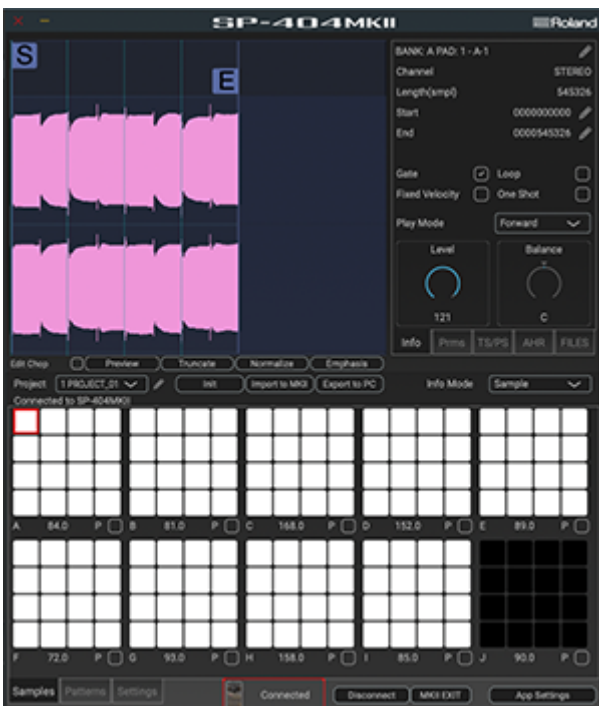 SP-404MKII
Roland
S
E
BANK: A PAD: 1 - A-1
Channel STEREO
Length(smpl) 545326
Start 0000000000
End 0000545326
Gate Loop
Fixed Velocity One Shot
Play Mode Forward
Level Balance
121 C
Info Prms TS/PS AHR FILES
Edit Chop Preview Truncate Normalize Emphasis
Project 1 PROJECT_01 Init Import to MKII Export to PC Info Mode Sample
Connected to SP-404MKII
A 84.0 P B 81.0 P C 168.0 P D 152.0 P E 89.0 P
F 72.0 P G 93.0 P H 158.0 P I 85.0 P J 90.0 P
Samples Patterns Settings Connected Disconnect MKII EXIT App Settings